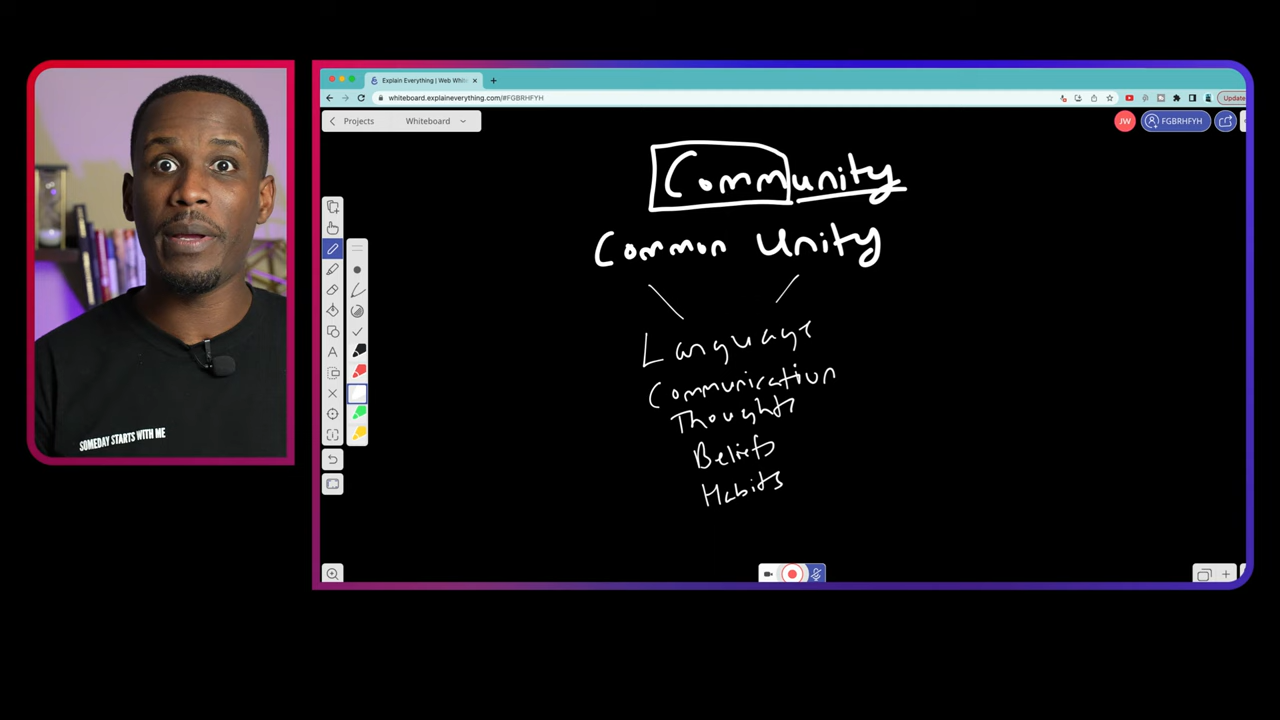 Explain Everything | Web Whit
whiteboard.explaineverything.com/#FGBRHFYH
Update
Projects
Whiteboard
JW
FGBRHFYH
Community
Common Unity
Language
Communication
Thoughts
Beliefs
Habits
A
SOMEDAY STARTS WITH ME